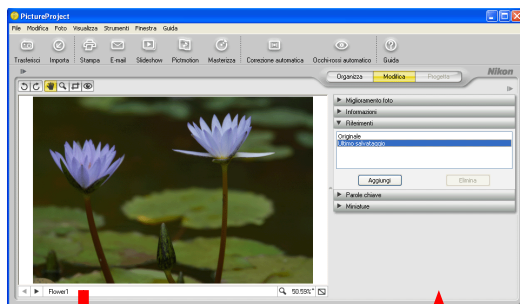 PictureProject
File Modifica Foto Visualizza Strumenti Finestra Guida
Trasferisci Importa Stampa E-mail Slideshow Pictmotion Masterizza Correzione automatica Occhi-rossi automatico Guida
Organizza Modifica Progetta Nikon
Miglioramento foto
Informazioni
Riferimenti
Originale
Ultimo salvataggio
Aggiungi Elimina
Parole chiave
Miniature
Flower1 50.59%